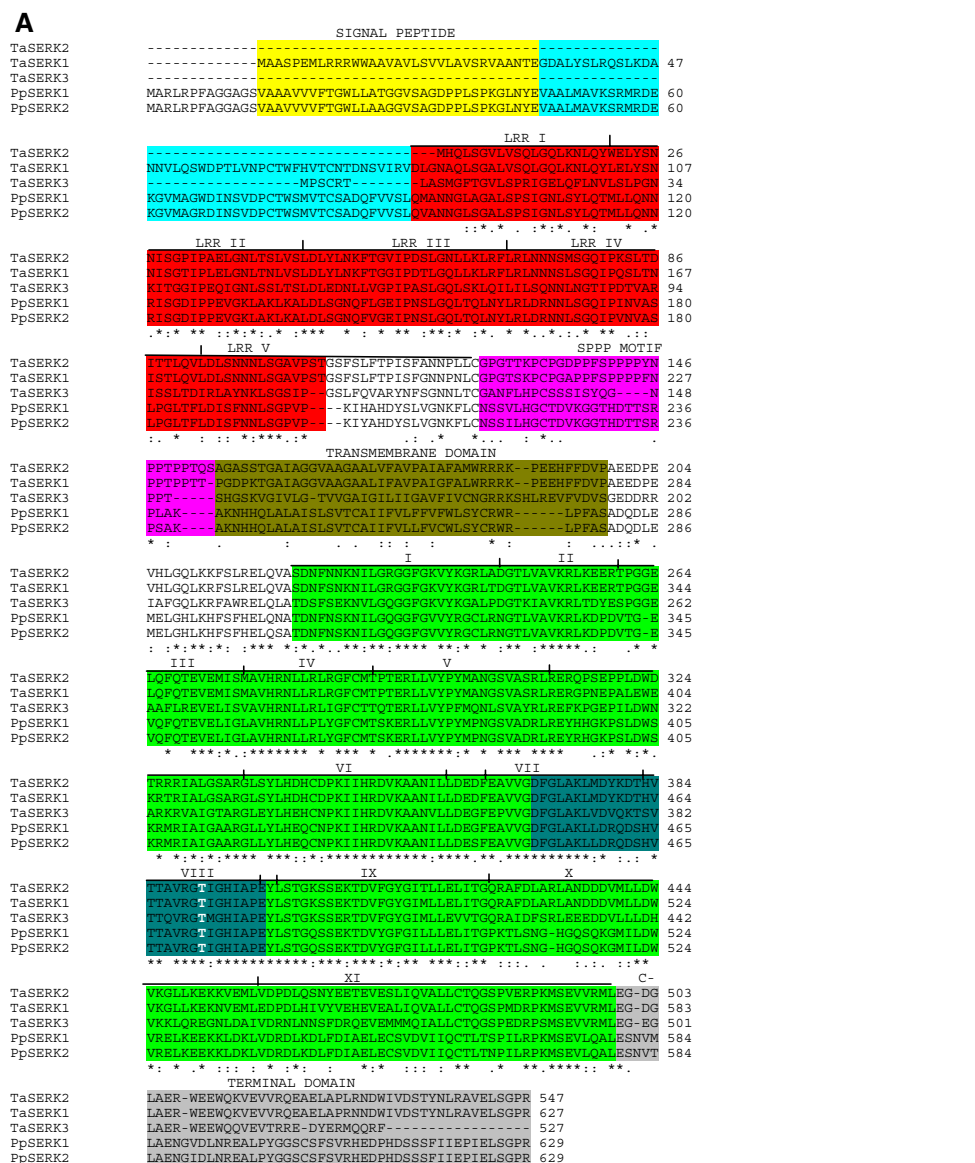 A
SIGNAL PEPTIDE
TaSERK2 ------------------------------------------------------------
TaSERK1 -------------MAASPEMLRRRWWAAVAVLSVVLAVSRVAANTEGDALYSLRQSLKDA 47
TaSERK3 ------------------------------------------------------------
PpSERK1 MARLRPFAGGAGSVAAAVVVVFTGWLLATGGVSAGDPPLSPKGLNYEVAALMAVKSRMRDE 60
PpSERK2 MARLRPFAGGAGSVAAVVVVFTGWLLAAGGVSAGDPPLSPKGLNYEVAALMAVKSRMRDE 60
LRR I
TaSERK2 ----------------------------------MHQLSGVLVSQLGQLKNLQYWELYSN 26
TaSERK1 NNVLQSWDPTLVNPCTWFHVTCNTDNSVIRVDLGNAQLSGALVSQLGQLKNLQYLELYSN 107
TaSERK3 ------------------MPSCRT--------LASMGFTGVLSPRIGELQFLNVLSLPGN 34
PpSERK1 KGVMAGWDINSVDPCTWSMVTCSADQFVVSLQMANNGLAGALSPSIGNLSYLQTMLLQNN 120
PpSERK2 KGVMAGRDINSVDPCTWSMVTCSADQFVVSLQVANNGLSGALSPSIGNLSYLQTMLLQNN 120
::*.* . :*:*. * .*
LRR II LRR III LRR IV
TaSERK2 NISGPIPAELGNLTSLVSLDLYLNKFTGVIPDSLGNLLKLRFLRLNNNSMSGQIPKSLTD 86
TaSERK1 NISGTIPLELGNLTNLVSLDLYLNKFTGGIPDTLGQLLKLRFLRLNNNSLSGQIPQSLTN 167
TaSERK3 KITGGIPEQIGNLSSLTSLDLEDNLLVGPIPASLGQLSKLQILILSQNNLNGTIPDTVAR 94
PpSERK1 RISGDIPPEVGKLAKLKALDLSGNQFLGEIPNSLGQLTQLNYLRLDRNNLSGQIPINVAS 180
PpSERK2 RISGDIPPEVGKLAKLKALDLSGNQFVGEIPNSLGQLTQLNYLRLDRNNLSGQIPVNVAS 180
.*:* ** ::*:*:.* :*** * : * ** :**:* :*. * *..*.:.* ** .::
LRR V SPPP MOTIF
TaSERK2 ITTLQVLDLSNNNLSGAVPSTGSFSLFTPISFANNPLLCGPGTTKPCPGDPPFSPPPPYN 146
TaSERK1 ISTLQVLDLSNNNLSGAVPSTGSFSLFTPISFGNNPNLCGPGTSKPCPGAPPFSPPPPFN 227
TaSERK3 ISSLTDIRLAYNKLSGSIP--GSLFQVARYNFSGNNLTCGANFLHPCSSSISYQG----N 148
PpSERK1 LPGLTFLDISFNNLSGPVP----KIHAHDYSLVGNKFLCNSSVLHGCTDVKGGTHDTTSR 236
PpSERK2 LPGLTFLDISFNNLSGPVP----KIYAHDYSLVGNKFLCNSSILHGCTDVKGGTHDTTSR 236
:. * : :: *:***.:* .: .* *... : *.. .
TRANSMEMBRANE DOMAIN
TaSERK2 PPTPPTQSAGASSTGAIAGGVAAGAALVFAVPAIAFAMWRRRK--PEEHFFDVPAEEDPE 204
TaSERK1 PPTPPTT-PGDPKTGAIAGGVAAGAALIFAVPAIGFALWRRRK--PEEHFFDVPAEEDPE 284
TaSERK3 PPT-----SHGSKVGIVLG-TVVGAIGILIIGAVFIVCNGRRKSHLREVFVDVSGEDDRR 202
PpSERK1 PLAK----AKNHHQLALAISLSVTCAIIFVLFFVFWLSYCRWR------LPFASADQDLE 286
PpSERK2 PSAK----AKNHHQLALAISLSVTCAIIFVLLFVCWLSYCRWR------LPFASADQDLE 286
* : : .. :: : : * : ..::* .
I II
TaSERK2 VHLGQLKKFSLRELQVASDNFNNKNILGRGGFGKVYKGRLADGTLVAVKRLKEERTPGGE 264
TaSERK1 VHLGQLKRFSLRELQVASDNFNNKNILGRGGFGKVYKGRLTDGTLVAVKRLKEERTPGGE 344
TaSERK3 IAFGQLKRFAWRELQLATDSFSEKNVLGQGGFGKVYKGALPDGTKIAVKRLTDYESPGGE 262
PpSERK1 MELGHLKHFSFHELQNATDNFNSKNILGQGGFGVVYRGCLRNGTLVAVKRLKDPDVTG-E 345
PpSERK2 MELGHLKHFSFHELQSATDNFNSKNILGQGGFGVVYRGCLRNGTLVAVKRLKDPDVTG-E 345
: :*:**:*: :*** *:*.*..**:**:**** **:* * :** :*****.: .* *
III IV V
TaSERK2 LQFQTEVEMISMAVHRNLLRLRGFCMTPTERLLVYPYMANGSVASRLRERQPSEPPLDWD 324
TaSERK1 LQFQTEVEMISMAVHRNLLRLRGFCMTPTERLLVYPYMANGSVASRLRERGPNEPALEWE 404
TaSERK3 AAFLREVELISVAVHRNLLRLIGFCTTQTERLLVYPFMQNLSVAYRLREFKPGEPILDWN 322
PpSERK1 VQFQTEVELIGLAVHRNLLPLYGFCMTSKERLLVYPYMPNGSVADRLREYHHGKPSLDWS 405
PpSERK2 VQFQTEVELIGLAVHRNLLRLYGFCMTSKERLLVYPYMPNGSVADRLREYRHGKPSLDWS 405
* ***:*.:******* * *** * .*******:* * *** **** .:* *:*.
VI VII
TaSERK2 TRRRIALGSARGLSYLHDHCDPKIIHRDVKAANILLDEDFEAVVGDFGLAKLMDYKDTHV 384
TaSERK1 KRTRIALGSARGLSYLHDHCDPKIIHRDVKAANILLDEDFEAVVGDFGLAKLMDYKDTHV 464
TaSERK3 ARKRVAIGTARGLEYLHEHCNPKIIHRDVKAANVLLDEGFEPVVGDFGLAKLVDVQKTSV 382
PpSERK1 KRMRIAIGAARGLLYLHEQCNPKIIHRDVKAANILLDEGFEAVVGDFGLAKLLDRQDSHV 465
PpSERK2 KRMRIAIGAARGLLYLHEQCNPKIIHRDVKAANILLDESFEAVVGDFGLAKLLDRQDSHV 465
* *:*:*:**** ***::*:************:****.**.**********:* :.: *
VIII IX X
TaSERK2 TTAVRGTIGHIAPEYLSTGKSSEKTDVFGYGITLLELITGQRAFDLARLANDDDVMLLDW 444
TaSERK1 TTAVRGTIGHIAPEYLSTGKSSEKTDVFGYGIMLLELITGQRAFDLARLANDDDVMLLDW 524
TaSERK3 TTQVRGTMGHIAPEYLSTGKSSEKTDVFGYGIMLLEVVTGQRAIDFSRLEEEDDVLLLDH 442
PpSERK1 TTAVRGTIGHIAPEYLSTGQSSEKTDVYGFGILLLELITGPKTLSNG-HGQSQKGMILDW 524
PpSERK2 TTAVRGTIGHIAPEYLSTGQSSEKTDVYGFGILLLELITGPKTLSNG-HGQSQKGMILDW 524
** ****:***********:*******:*:** ***::** ::.. . :.: ::**
XI C-
TaSERK2 VKGLLKEKKVEMLVDPDLQSNYEETEVESLIQVALLCTQGSPVERPKMSEVVRMLEG-DG 503
TaSERK1 VKGLLKEKNVEMLEDPDLHIVYVEHEVEALIQVALLCTQGSPMDRPKMSEVVRMLEG-DG 583
TaSERK3 VKKLQREGNLDAIVDRNLNNSFDRQEVEMMMQIALLCTQGSPEDRPSMSEVVRMLEG-EG 501
PpSERK1 VRELKEEKKLDKLVDRDLKDLFDIAELECSVDVIIQCTLTSPILRPKMSEVLQALESNVM 584
PpSERK2 VRELKEEKKLDKLVDRDLKDLFDIAELECSVDVIIQCTLTNPILRPKMSEVLQALESNVT 584
*: * .* ::: : * :*: : *:* ::: : ** .* **.****:: **.
TERMINAL DOMAIN
TaSERK2 LAER-WEEWQKVEVVRQEAELAPLRNDWIVDSTYNLRAVELSGPR 547
TaSERK1 LAER-WEEWQKVEVVRQEAELAPRNNDWIVDSTYNLRAVELSGPR 627
TaSERK3 LAER-WEEWQQVEVTRRE-DYERMQQRF----------------- 527
PpSERK1 LAENGVDLNREALPYGGSCSFSVRHEDPHDSSSFIIEPIELSGPR 629
PpSERK2 LAENGIDLNREALPYGGSCSFSVRHEDPHDSSSFIIEPIELSGPR 629